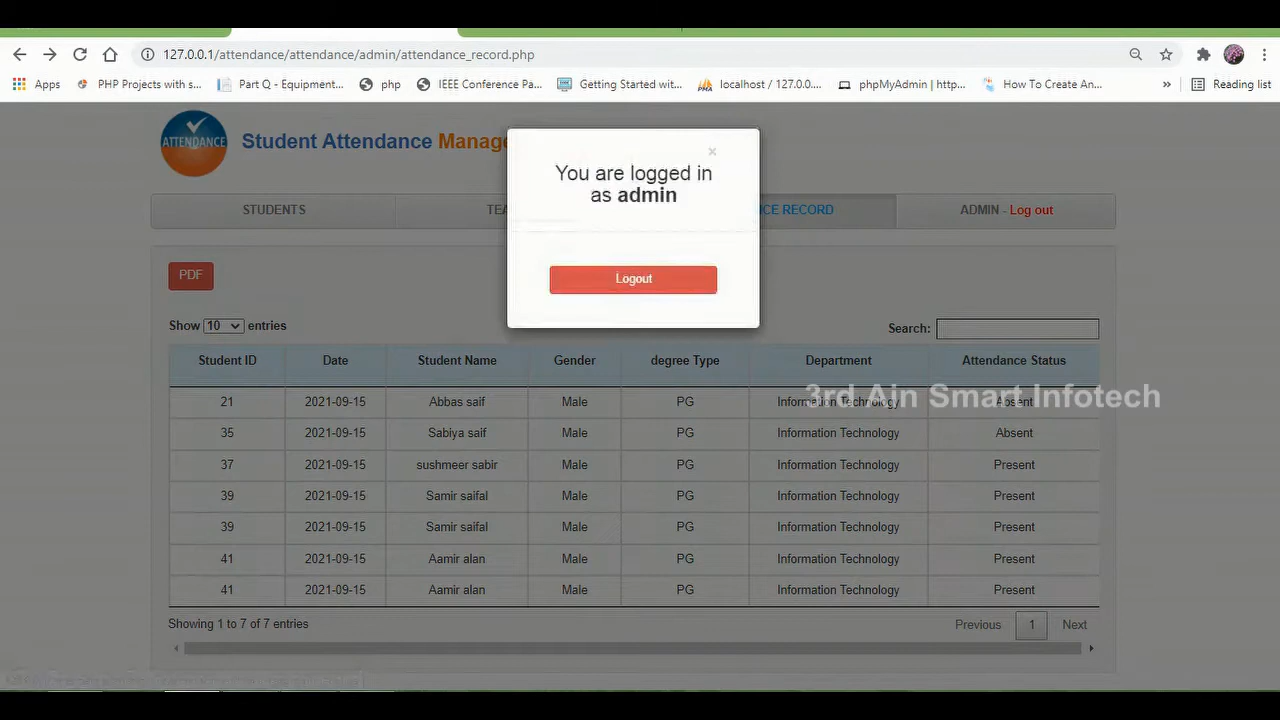 127.0.0.1/attendance/attendance/admin/attendance_record.php
Apps PHP Projects with s... Part Q - Equipment... php IEEE Conference Pa... Getting Started wit... localhost / 127.0.0.... phpMyAdmin | http... How To Create An... » Reading list
ATTENDANCE
Student Attendance Manage
×
You are logged in
as admin
Logout
STUDENTS TEA CE RECORD ADMIN - Log out
PDF
Show 10 entries Search:
Student ID Date Student Name Gender degree Type Department Attendance Status
21 2021-09-15 Abbas saif Male PG Information Technology Absent
3rd Ain Smart Infotech
35 2021-09-15 Sabiya saif Male PG Information Technology Absent
37 2021-09-15 sushmeer sabir Male PG Information Technology Present
39 2021-09-15 Samir saifal Male PG Information Technology Present
39 2021-09-15 Samir saifal Male PG Information Technology Present
41 2021-09-15 Aamir alan Male PG Information Technology Present
41 2021-09-15 Aamir alan Male PG Information Technology Present
Showing 1 to 7 of 7 entries Previous 1 Next